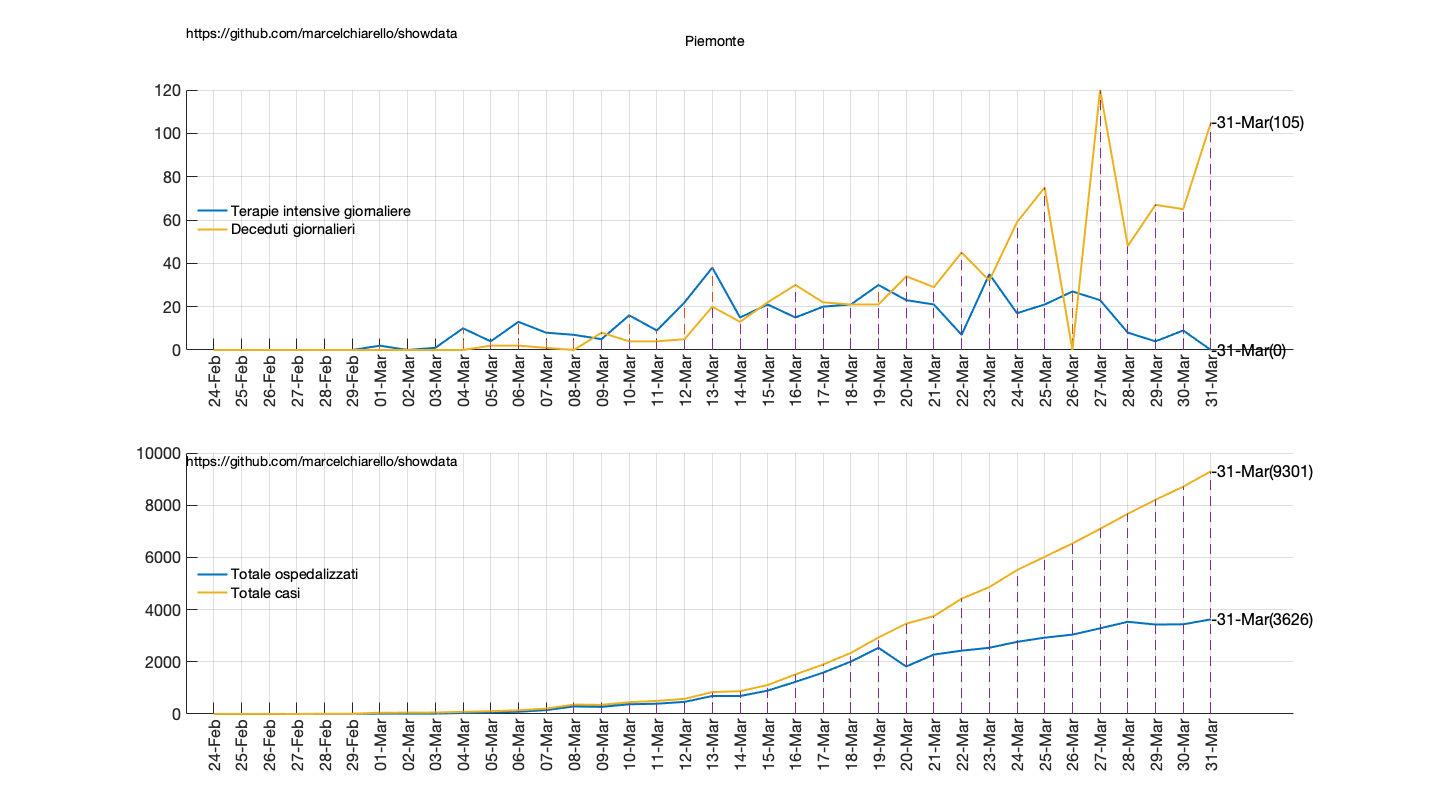 https://github.com/marcelchiarello/showdata
Piemonte
120
100
80
60
40
20
0
Terapie intensive giornaliere
Deceduti giornalieri
-31-Mar(105)
-31-Mar(0)
24-Feb
25-Feb
26-Feb
27-Feb
28-Feb
29-Feb
01-Mar
02-Mar
03-Mar
04-Mar
05-Mar
06-Mar
07-Mar
08-Mar
09-Mar
10-Mar
11-Mar
12-Mar
13-Mar
14-Mar
15-Mar
16-Mar
17-Mar
18-Mar
19-Mar
20-Mar
21-Mar
22-Mar
23-Mar
24-Mar
25-Mar
26-Mar
27-Mar
28-Mar
29-Mar
30-Mar
31-Mar
https://github.com/marcelchiarello/showdata
10000
8000
6000
4000
2000
0
Totale ospedalizzati
Totale casi
-31-Mar(9301)
-31-Mar(3626)
24-Feb
25-Feb
26-Feb
27-Feb
28-Feb
29-Feb
01-Mar
02-Mar
03-Mar
04-Mar
05-Mar
06-Mar
07-Mar
08-Mar
09-Mar
10-Mar
11-Mar
12-Mar
13-Mar
14-Mar
15-Mar
16-Mar
17-Mar
18-Mar
19-Mar
20-Mar
21-Mar
22-Mar
23-Mar
24-Mar
25-Mar
26-Mar
27-Mar
28-Mar
29-Mar
30-Mar
31-Mar